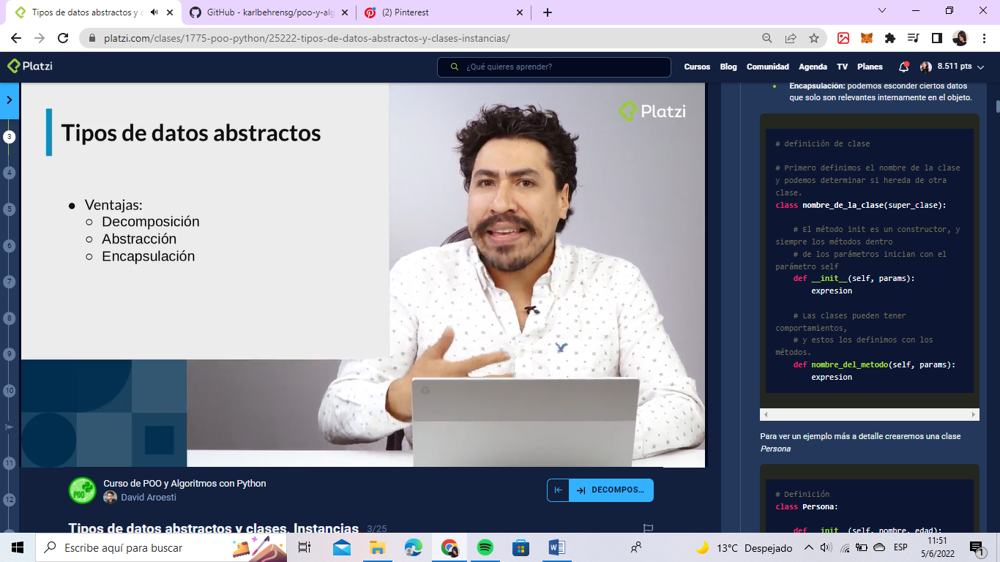 Tipos de datos abstractos y c
GitHub - karlbehrensg/poo-y-alg
(2) Pinterest
platzi.com/clases/1775-poo-python/25222-tipos-de-datos-abstractos-y-clases-instancias/
Platzi
¿Qué quieres aprender?
Cursos
Blog
Comunidad
Agenda
TV
Planes
8.511 pts
3
4
5
6
7
8
9
10
11
12
Tipos de datos abstractos
● Ventajas:
○ Decomposición
○ Abstracción
○ Encapsulación
Platzi
G
POO
Curso de POO y Algoritmos con Python
David Aroesti
DECOMPOS...
Tipos de datos abstractos y clases, Instancias 3/25
• Encapsulación: podemos esconder ciertos datos
que solo son relevantes internamente en el objeto.
# definición de clase
# Primero definimos el nombre de la clase
y podemos determinar si hereda de otra
clase.
class nombre_de_la_clase(super_clase):
# El método init es un constructor, y
siempre los métodos dentro
# de los parámetros inician con el
parámetro self
def __init__(self, params):
expresion
# Las clases pueden tener
comportamientos,
# y estos los definimos con los
métodos.
def nombre_del_metodo(self, params):
expresion
Para ver un ejemplo más a detalle crearemos una clase
Persona
# Definición
class Persona:
def __init__(self, nombre, edad):
Escribe aquí para buscar
13°C Despejado
ESP
11:51
5/6/2022
1